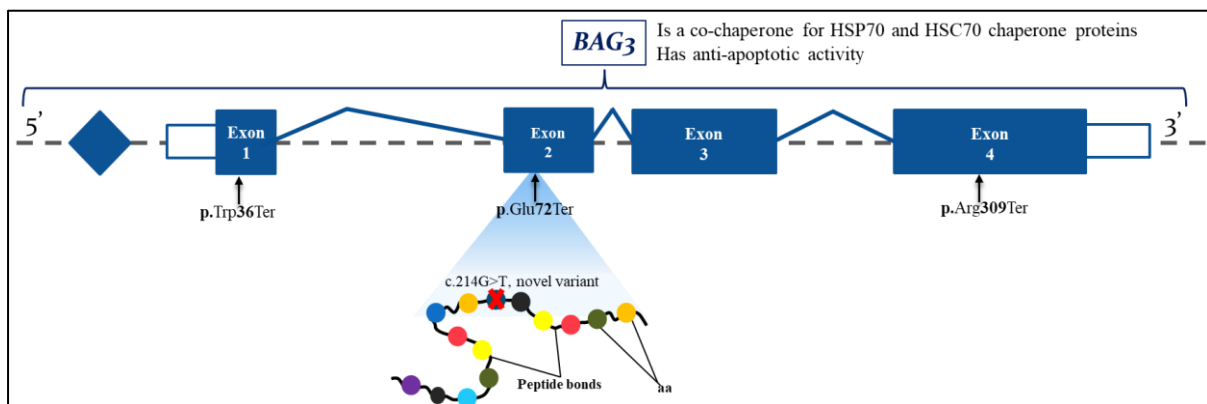 BAG3
Is a co-chaperone for HSP70 and HSC70 chaperone proteins
Has anti-apoptotic activity
5’
3’
Exon
1
Exon
2
Exon
3
Exon
4
p.Trp36Ter
p.Glu72Ter
p.Arg309Ter
c.214G>T, novel variant
Peptide bonds
aa